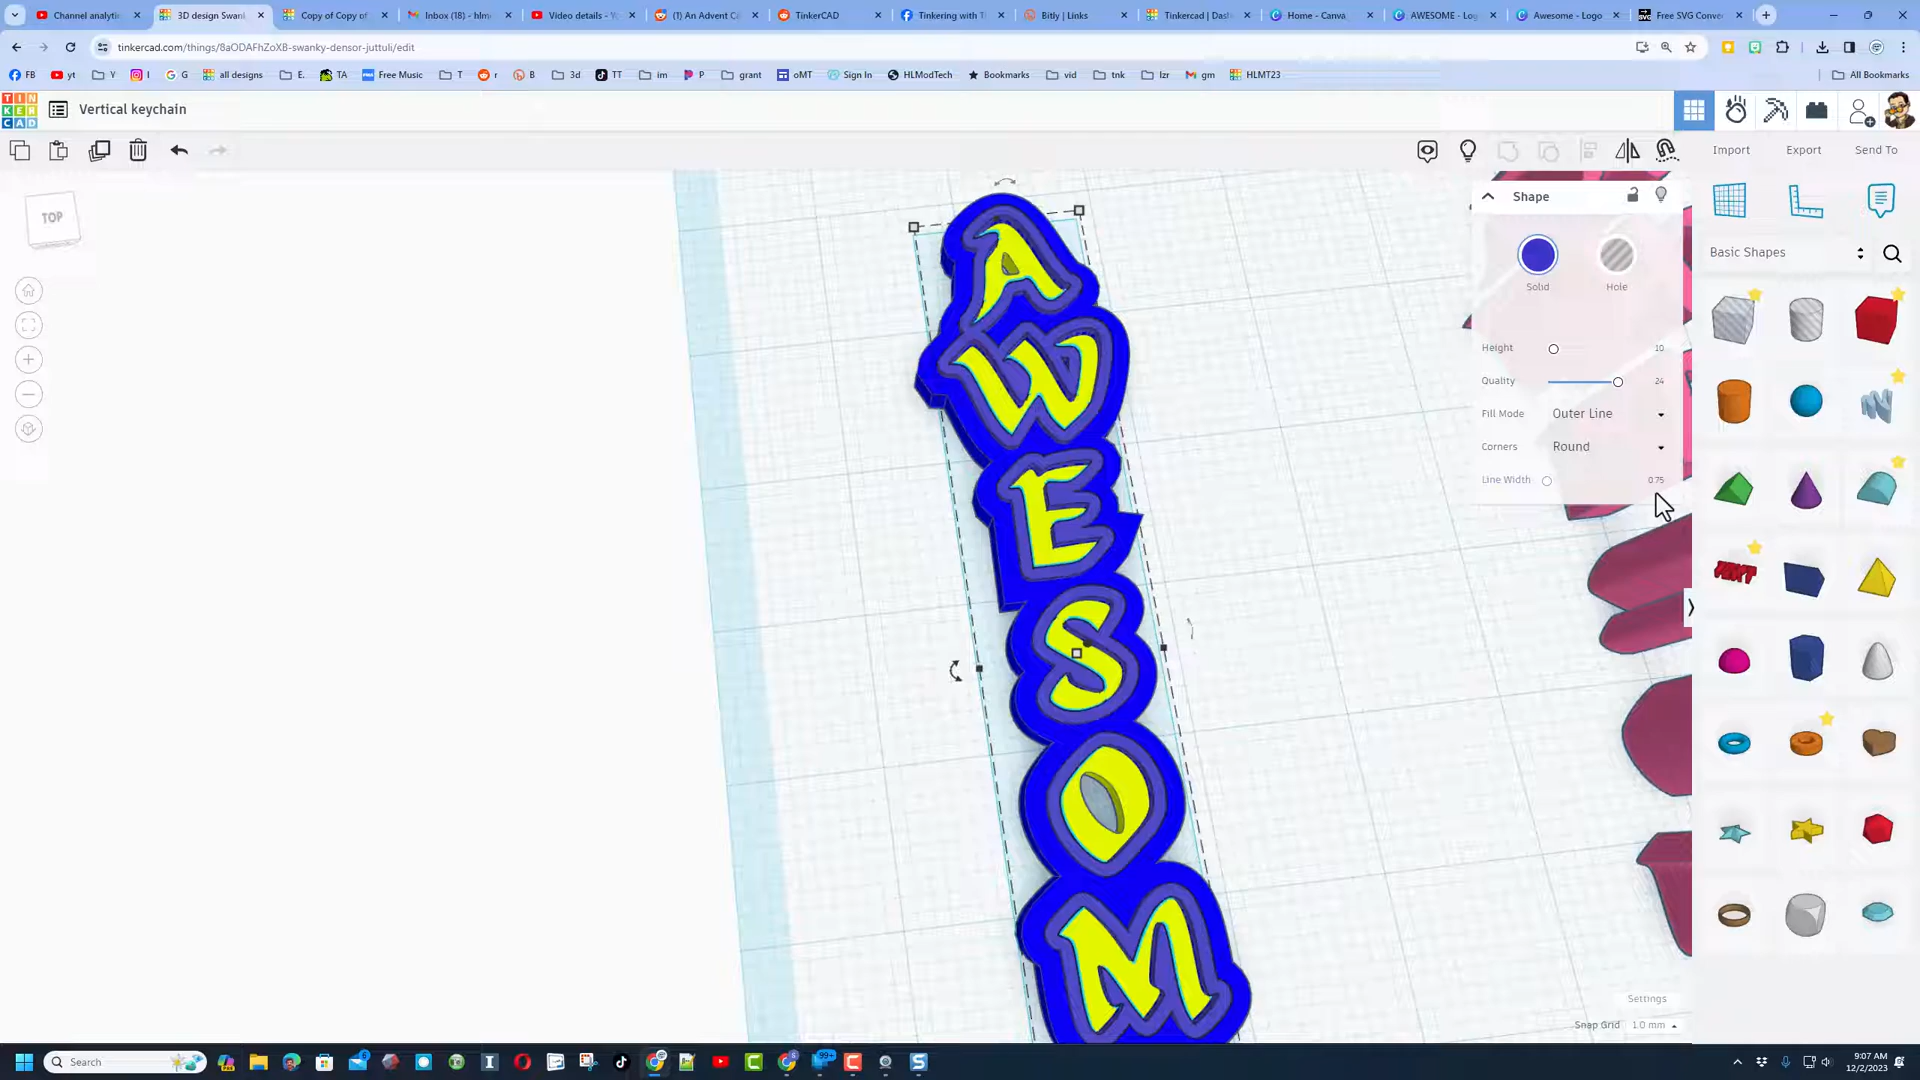 Channel analyti
3D design Swank
Copy of Copy of
Inbox (18) - hlm
Video details - Y
(1) An Advent C
TinkerCAD
Tinkering with T
Bitly | Links
Tinkercad | Dash
Home - Canva
AWESOME - Log
Awesome - Logo
Free SVG Conve
tinkercad.com/things/8aODAFhZoXB-swanky-densor-juttuli/edit
FB
yt
Y
I
G
all designs
E.
TA
Free Music
T
r
B
3d
TT
im
P
grant
oMT
Sign In
HLModTech
Bookmarks
vid
tnk
lzr
gm
HLMT23
All Bookmarks
TIN
KER
CAD
Vertical keychain
Import
Export
Send To
TOP
Shape
Solid
Hole
Height
10
Quality
24
Fill Mode
Outer Line
Corners
Round
Line Width
0.75
Basic Shapes
A
W
E
S
O
M
Settings
Snap Grid
1.0 mm
Search
99+
9:07 AM
12/2/2023